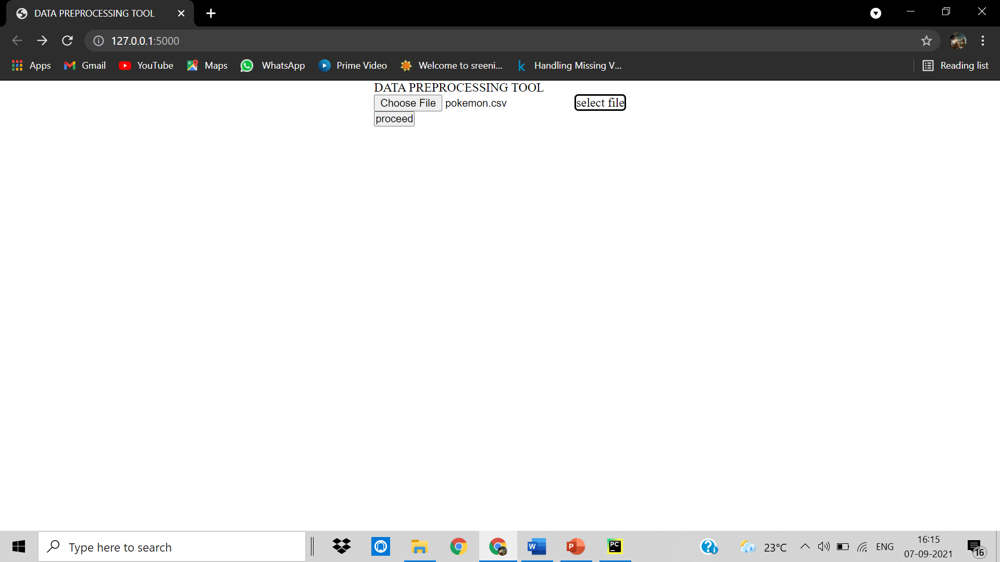 DATA PREPROCESSING TOOL
127.0.0.1:5000
Apps Gmail YouTube Maps WhatsApp Prime Video Welcome to sreeni... Handling Missing V... Reading list
DATA PREPROCESSING TOOL
Choose File pokemon.csv select file
proceed
Type here to search 23°C ENG 16:15
07-09-2021 16